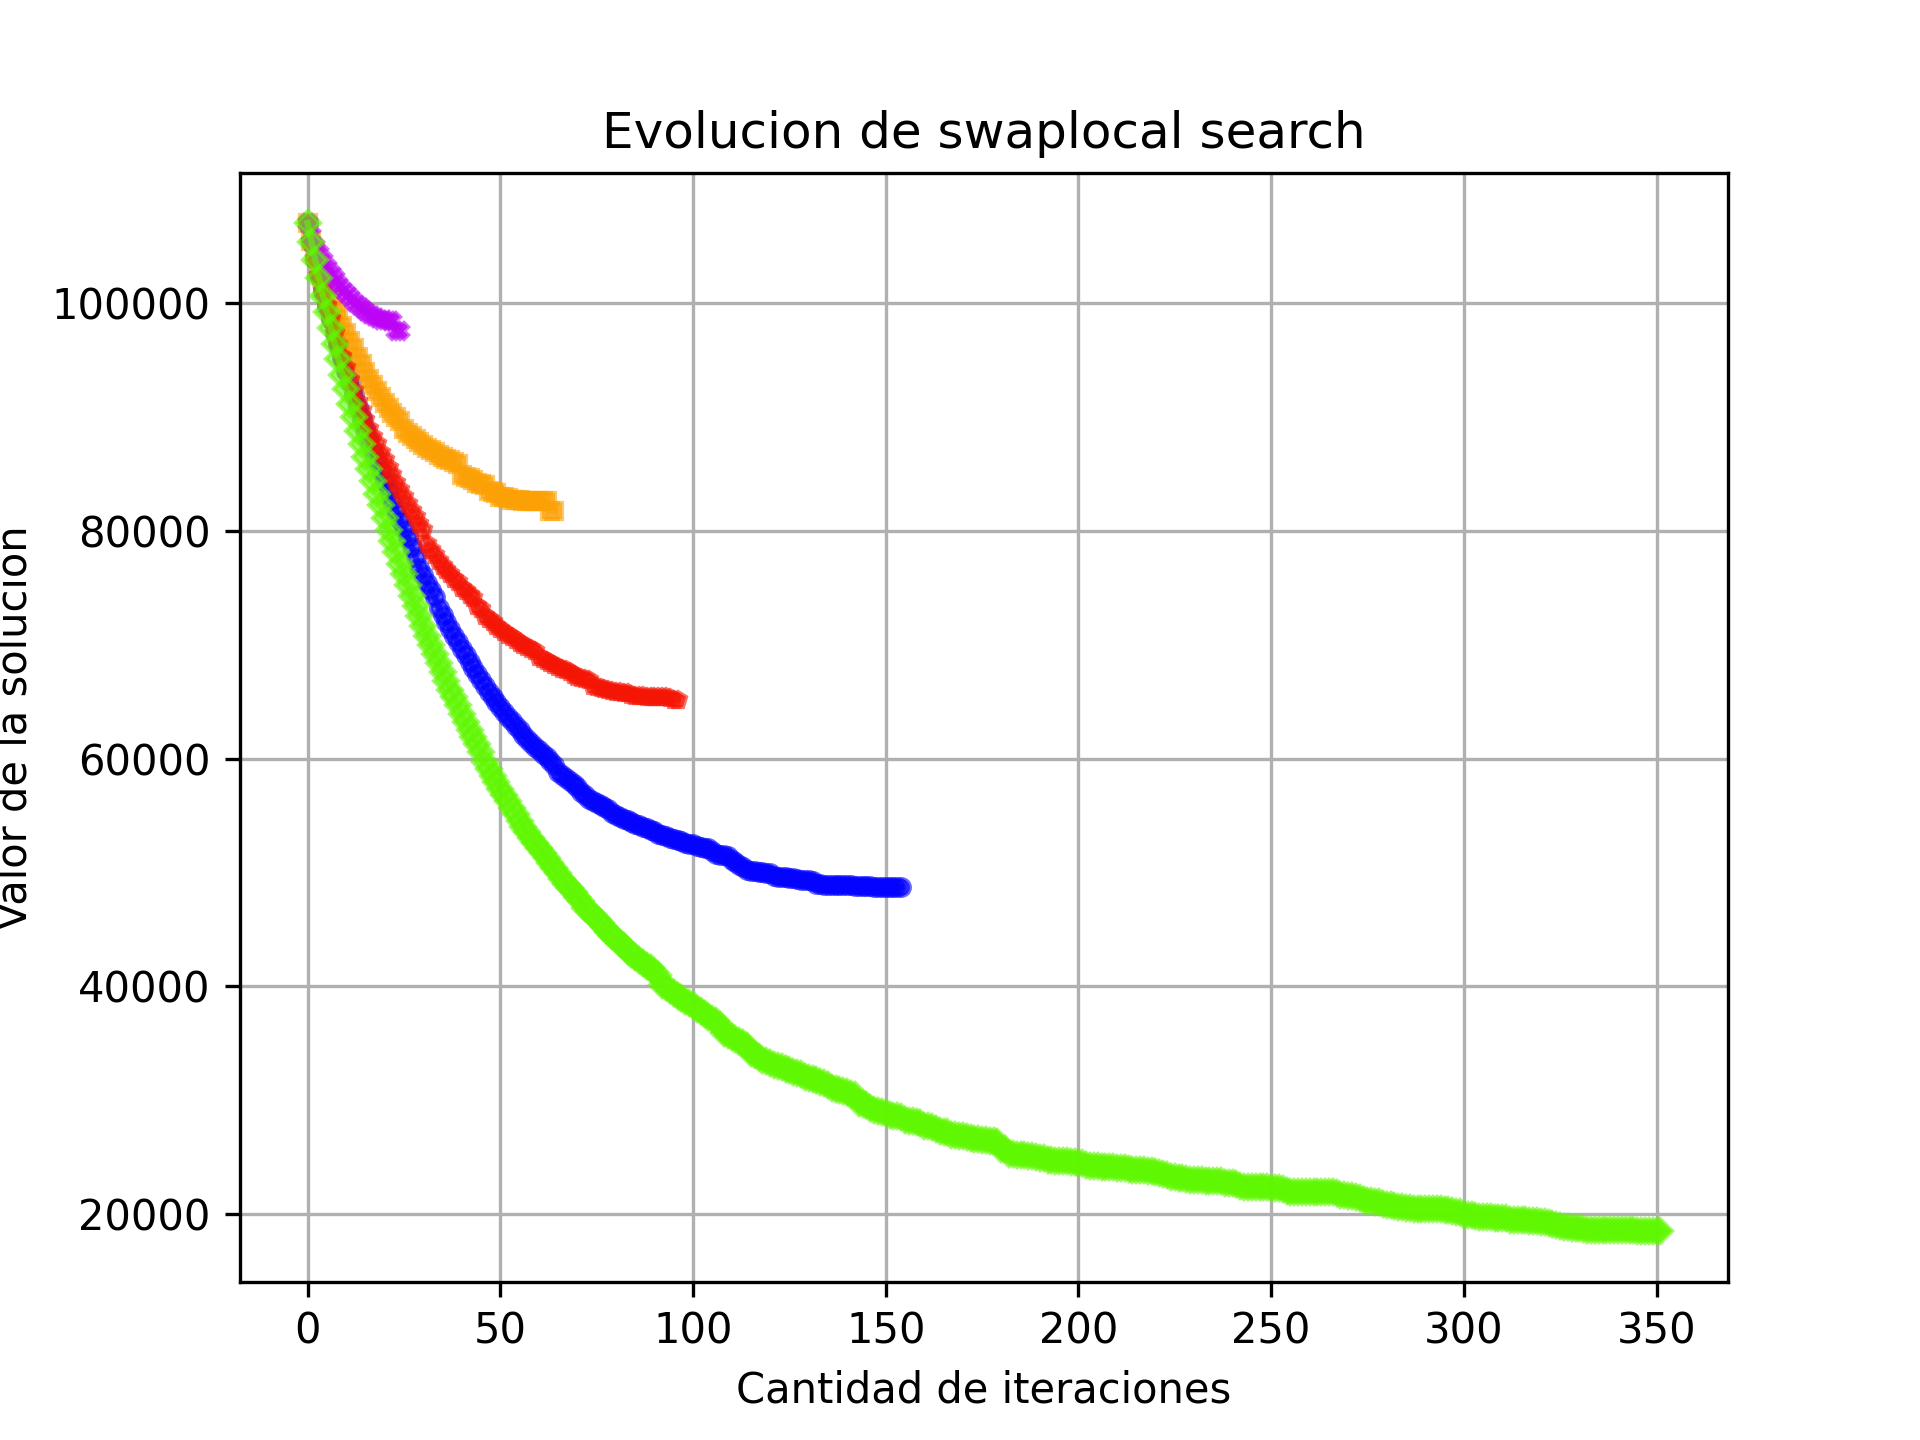 Evolucion de swaplocal search
Valor de la solucion
100000
80000
60000
40000
20000
0 50 100 150 200 250 300 350
Cantidad de iteraciones